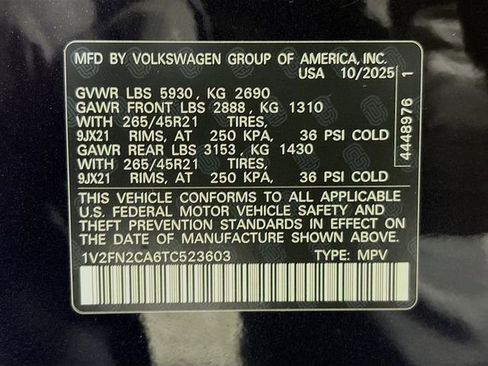 MFD BY VOLKSWAGEN GROUP OF AMERICA, INC.
USA 10/2025
GVWR LBS 5930 , KG 2690
GAWR FRONT LBS 2888 , KG 1310
WITH 265/45R21 TIRES,
9JX21 RIMS, AT 250 KPA, 36 PSI COLD
GAWR REAR LBS 3153 , KG 1430
WITH 265/45R21 TIRES,
9JX21 RIMS, AT 250 KPA, 36 PSI COLD
THIS VEHICLE CONFORMS TO ALL APPLICABLE
U.S. FEDERAL MOTOR VEHICLE SAFETY AND
THEFT PREVENTION STANDARDS IN EFFECT ON
THE DATE OF MANUFACTURE SHOWN ABOVE.
1V2FN2CA6TC523603 TYPE: MPV
4448976 1